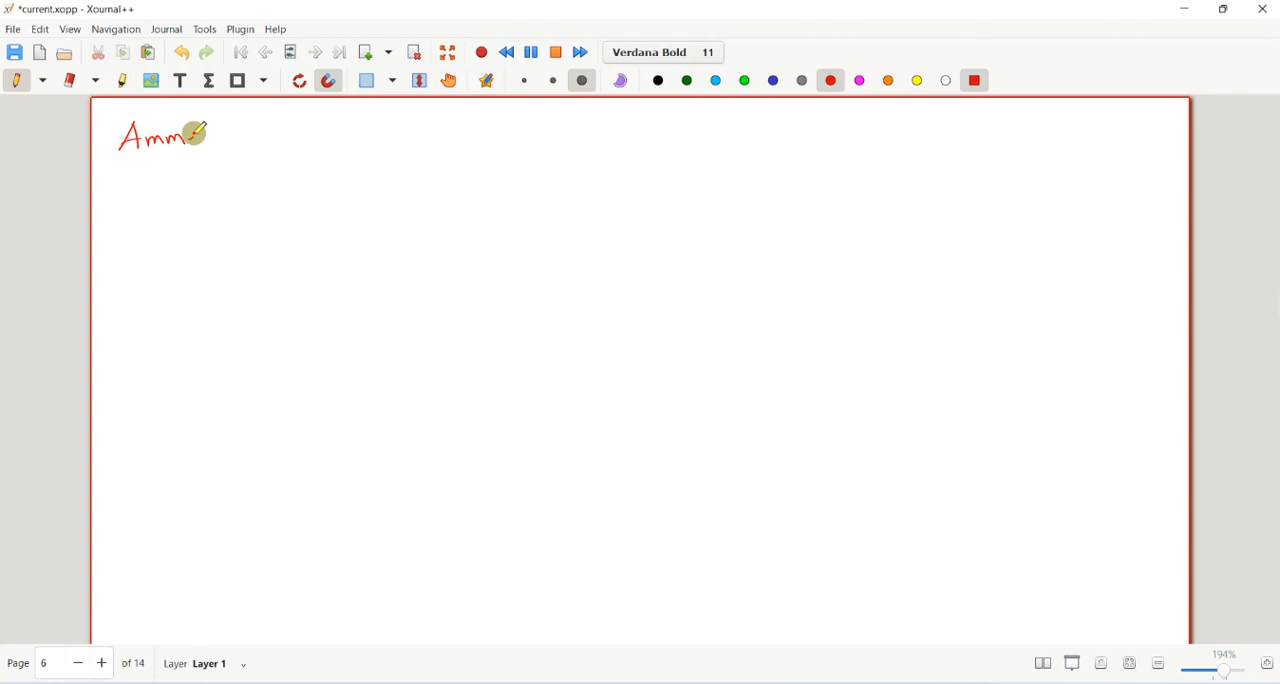 *current.xopp - Xournal++
File Edit View Navigation Journal Tools Plugin Help
Verdana Bold 11
Amm
Page 6 of 14 Layer Layer 1 194%